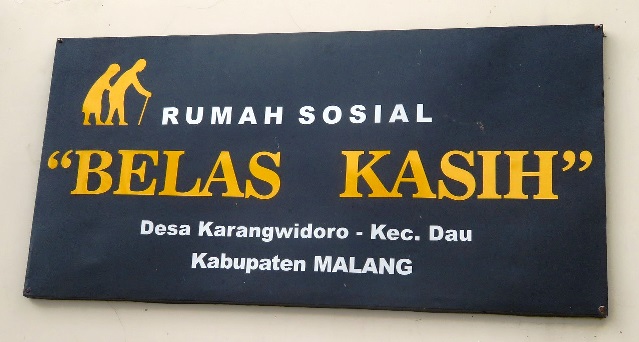 RUMAH SOSIAL
“BELAS KASIH”
Desa Karangwidoro - Kec. Dau
Kabupaten MALANG